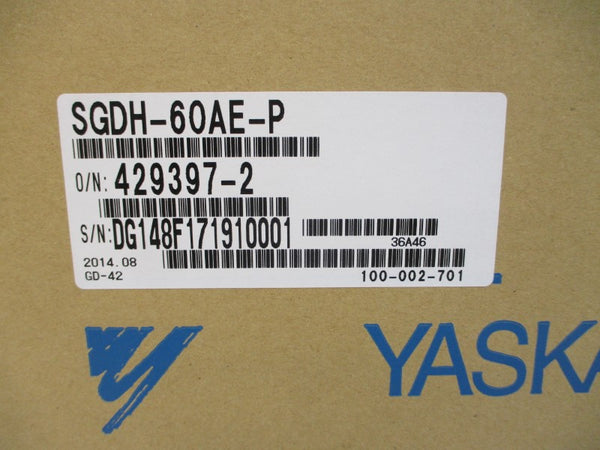 SGDH-60AE-P
O/N: 429397-2
S/N: DG148F171910001
36A46
2014.08
GD-42
100-002-701
YASKA